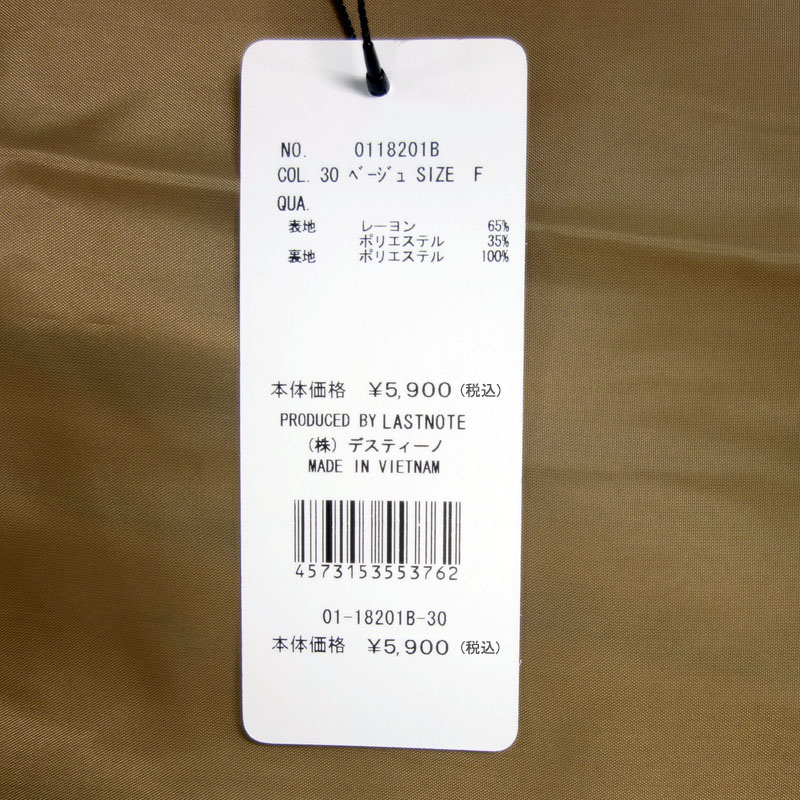 NO. 0118201B
COL. 30 ﾍﾞｰｼﾞｭ SIZE F
QUA.
表地 レーヨン 65%
ポリエステル 35%
裏地 ポリエステル 100%
本体価格 ¥5,900 (税込)
PRODUCED BY LASTNOTE
(株) デスティーノ
MADE IN VIETNAM
4573153553762
01-18201B-30
本体価格 ¥5,900 (税込)